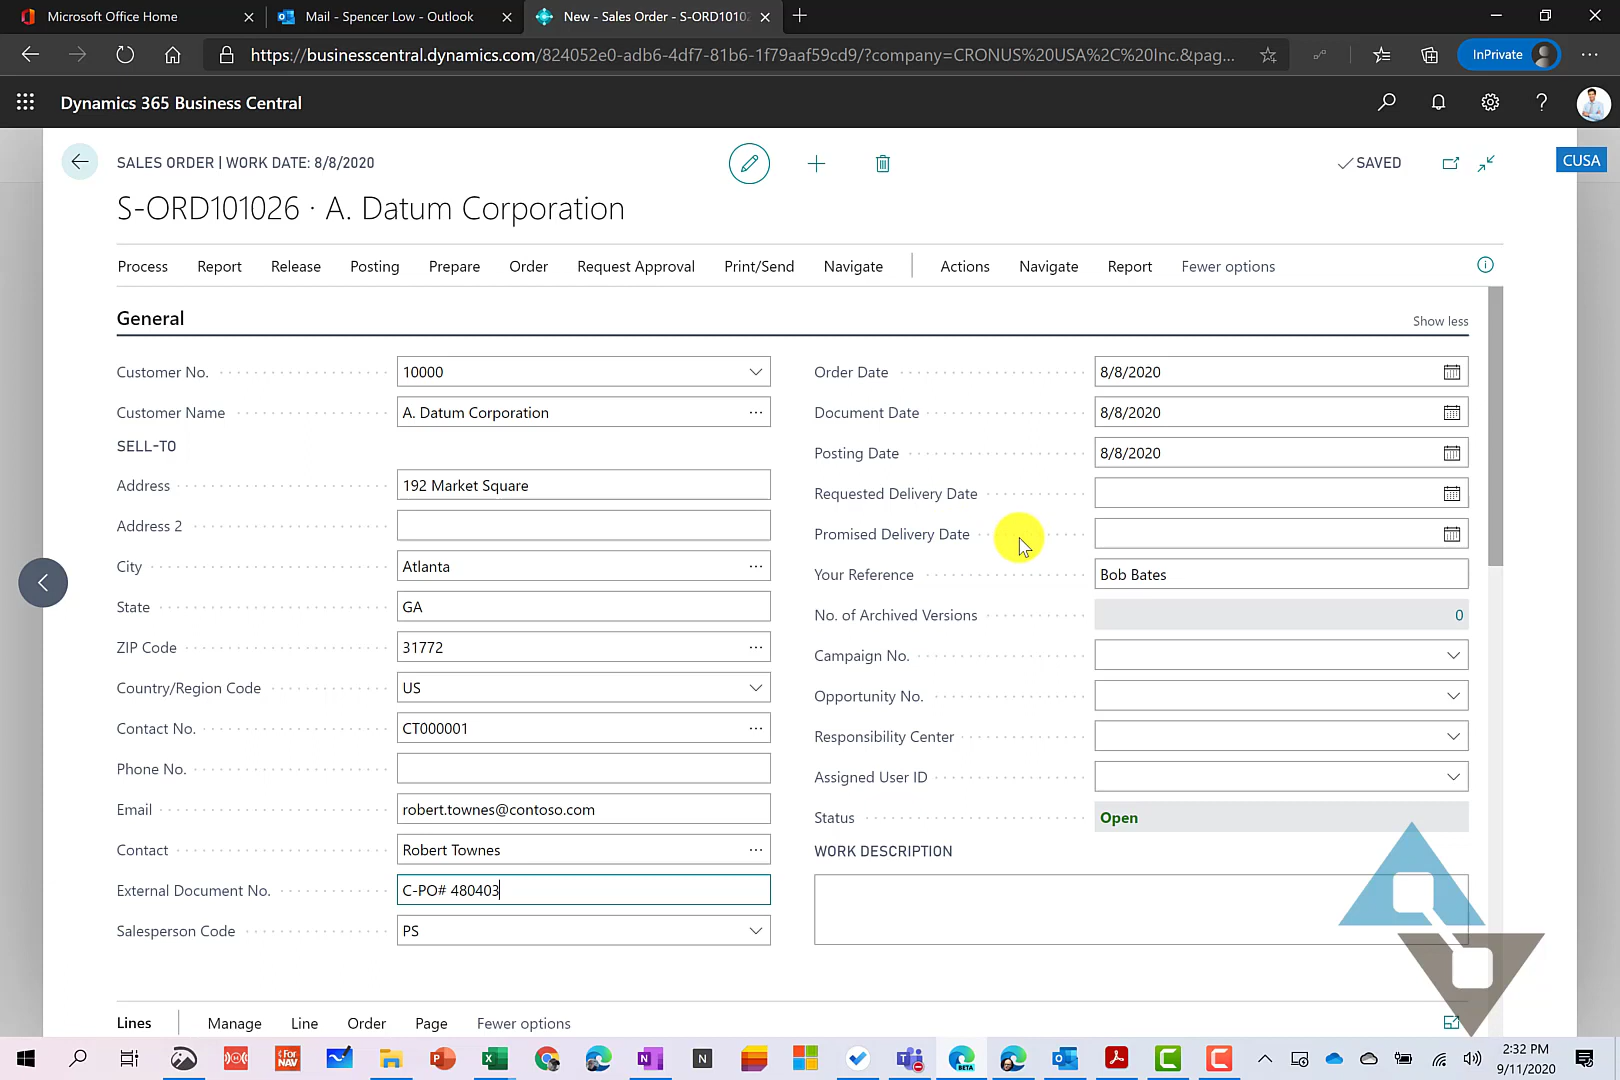 Microsoft Office Home
Mail - Spencer Low - Outlook
New - Sales Order - S-ORD10102
https://businesscentral.dynamics.com/824052e0-adb6-4df7-81b6-1f79aaf59cd9/?company=CRONUS%20USA%2C%20Inc.&pag...
InPrivate
Dynamics 365 Business Central
SALES ORDER | WORK DATE: 8/8/2020
SAVED
CUSA
S-ORD101026 · A. Datum Corporation
Process Report Release Posting Prepare Order Request Approval Print/Send Navigate Actions Navigate Report Fewer options
General
Show less
Customer No. 10000
Customer Name A. Datum Corporation
SELL-TO
Address 192 Market Square
Address 2
City Atlanta
State GA
ZIP Code 31772
Country/Region Code US
Contact No. CT000001
Phone No.
Email robert.townes@contoso.com
Contact Robert Townes
External Document No. C-PO# 480403
Salesperson Code PS
Order Date 8/8/2020
Document Date 8/8/2020
Posting Date 8/8/2020
Requested Delivery Date
Promised Delivery Date
Your Reference Bob Bates
No. of Archived Versions 0
Campaign No.
Opportunity No.
Responsibility Center
Assigned User ID
Status Open
WORK DESCRIPTION
Lines Manage Line Order Page Fewer options
for NAV
BETA
2:32 PM
9/11/2020